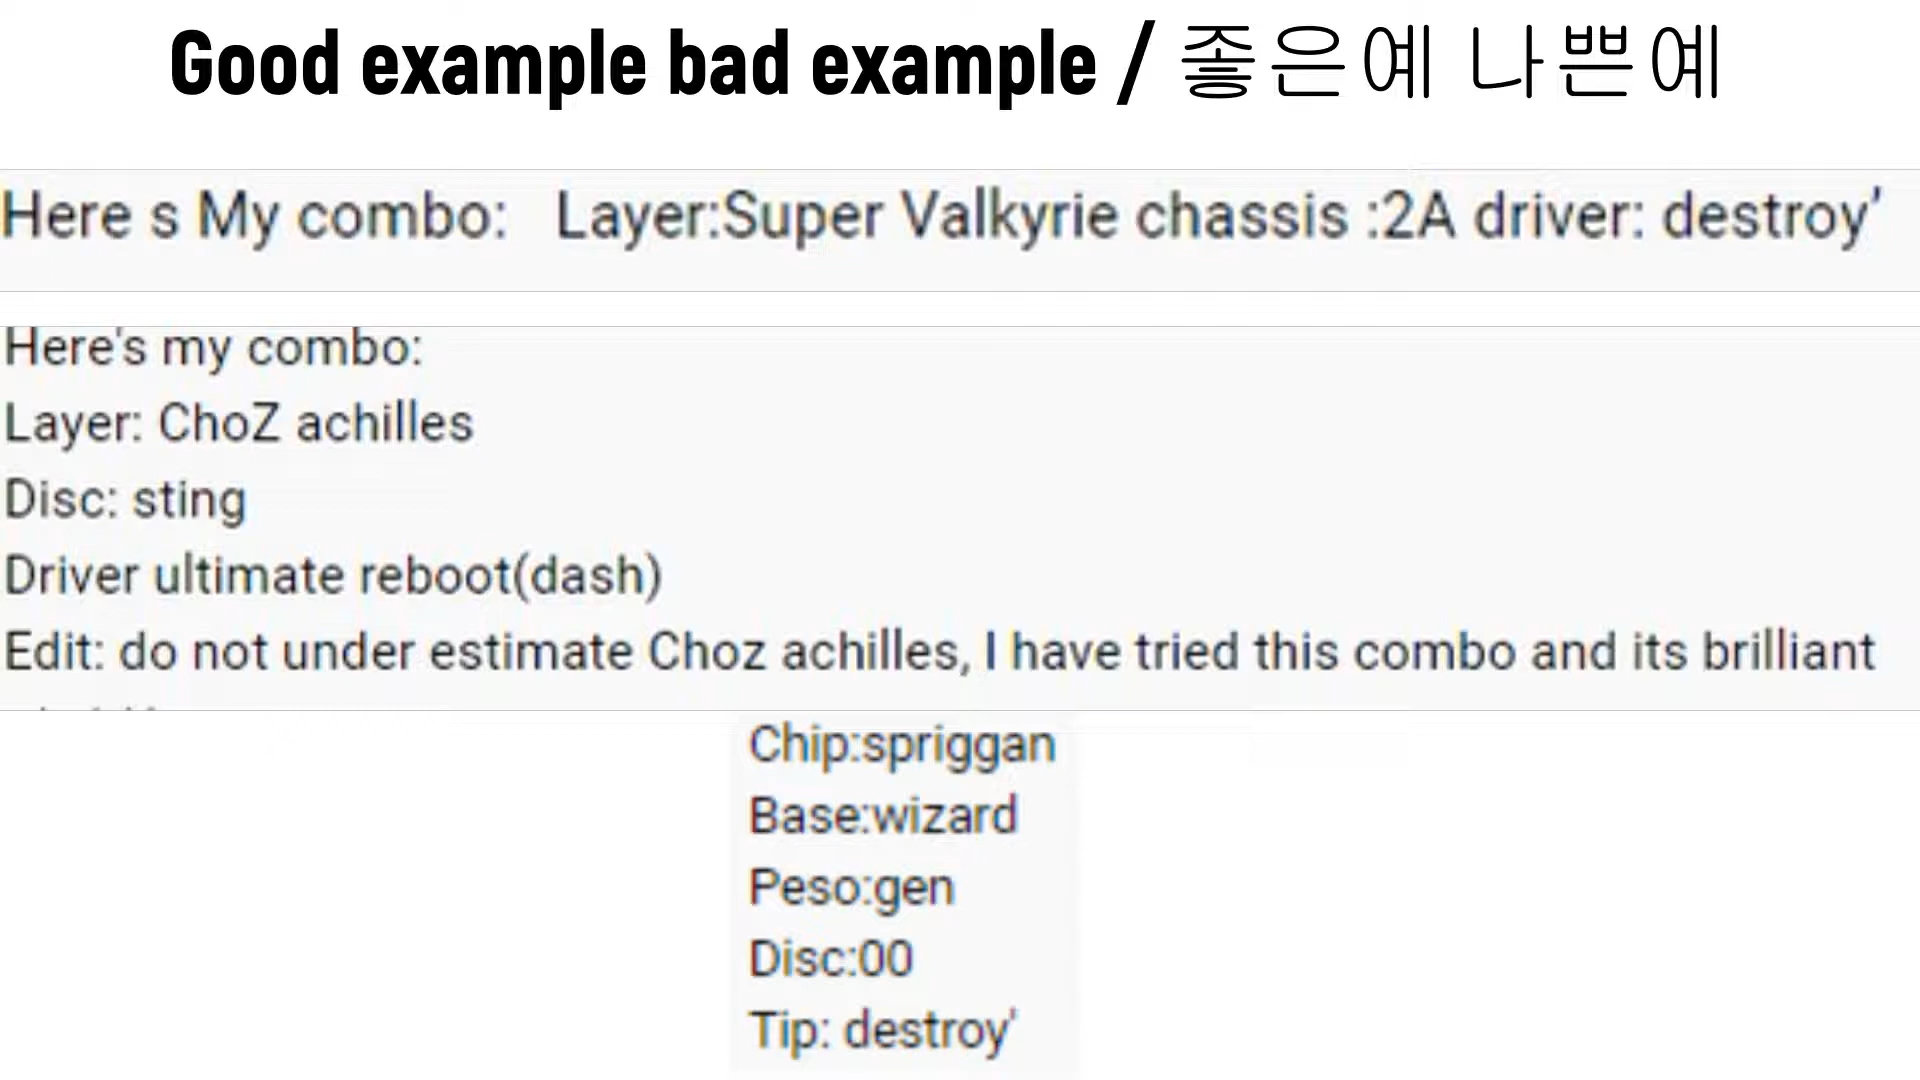 Good example bad example / 좋은예 나쁜예
Here s My combo: Layer:Super Valkyrie chassis :2A driver: destroy’
Here's my combo:
Layer: ChoZ achilles
Disc: sting
Driver ultimate reboot(dash)
Edit: do not under estimate Choz achilles, I have tried this combo and its brilliant
Chip:spriggan
Base:wizard
Peso:gen
Disc:00
Tip: destroy'